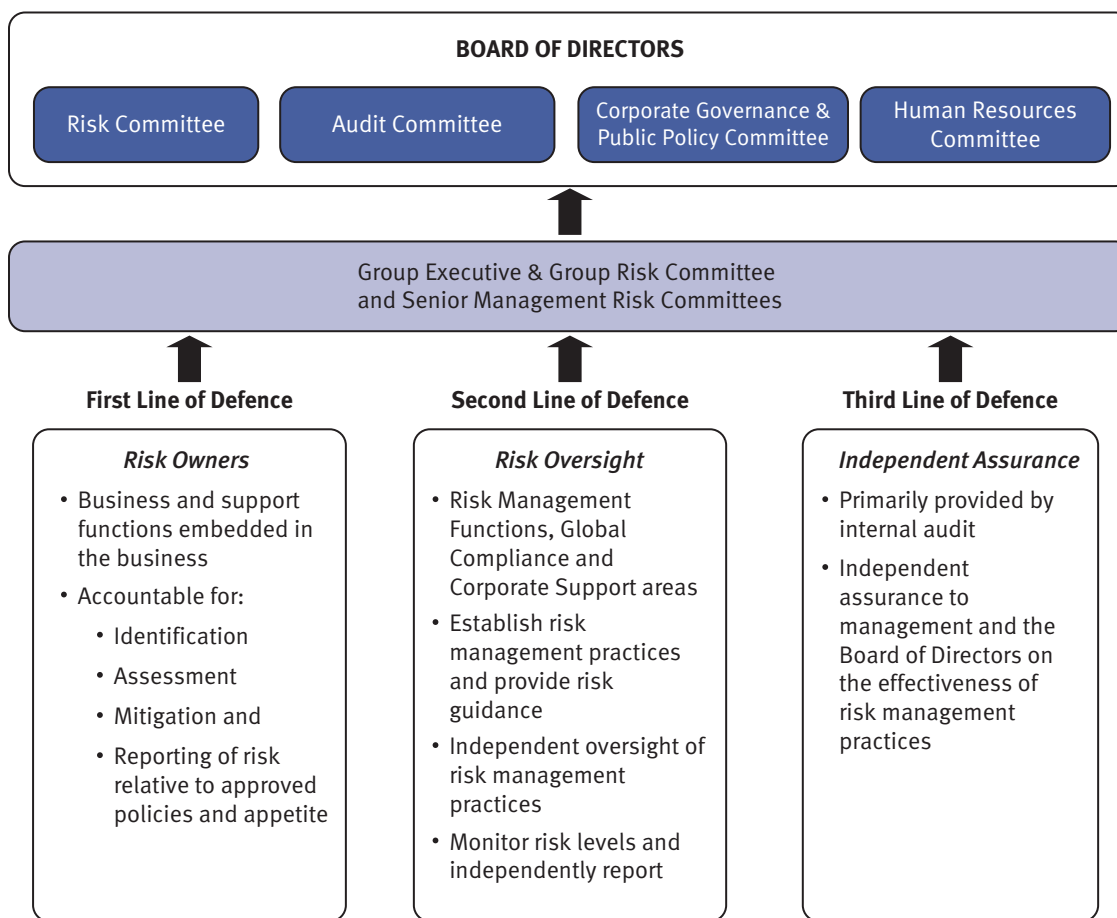 BOARD OF DIRECTORS
Risk Committee
Audit Committee
Corporate Governance &
Public Policy Committee
Human Resources
Committee
Group Executive & Group Risk Committee
and Senior Management Risk Committees
First Line of Defence
Risk Owners
• Business and support
functions embedded in
the business
• Accountable for:
• Identification
• Assessment
• Mitigation and
• Reporting of risk
relative to approved
policies and appetite
Second Line of Defence
Risk Oversight
• Risk Management
Functions, Global
Compliance and
Corporate Support areas
• Establish risk
management practices
and provide risk
guidance
• Independent oversight of
risk management
practices
• Monitor risk levels and
independently report
Third Line of Defence
Independent Assurance
• Primarily provided by
internal audit
• Independent
assurance to
management and the
Board of Directors on
the effectiveness of
risk management
practices